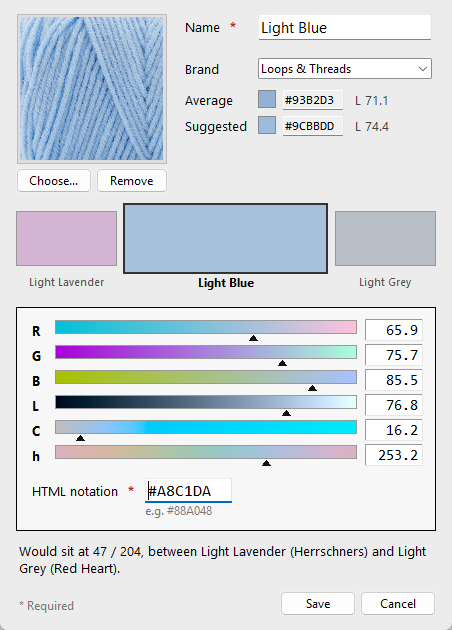 Name * Light Blue
Brand Loops & Threads
Average #93B2D3 L 71.1
Suggested #9CBBDD L 74.4
Choose... Remove
Light Lavender Light Blue Light Grey
R 65.9
G 75.7
B 85.5
L 76.8
C 16.2
h 253.2
HTML notation * #A8C1DA
e.g. #88A048
Would sit at 47 / 204, between Light Lavender (Herrschners) and Light
Grey (Red Heart).
* Required Save Cancel